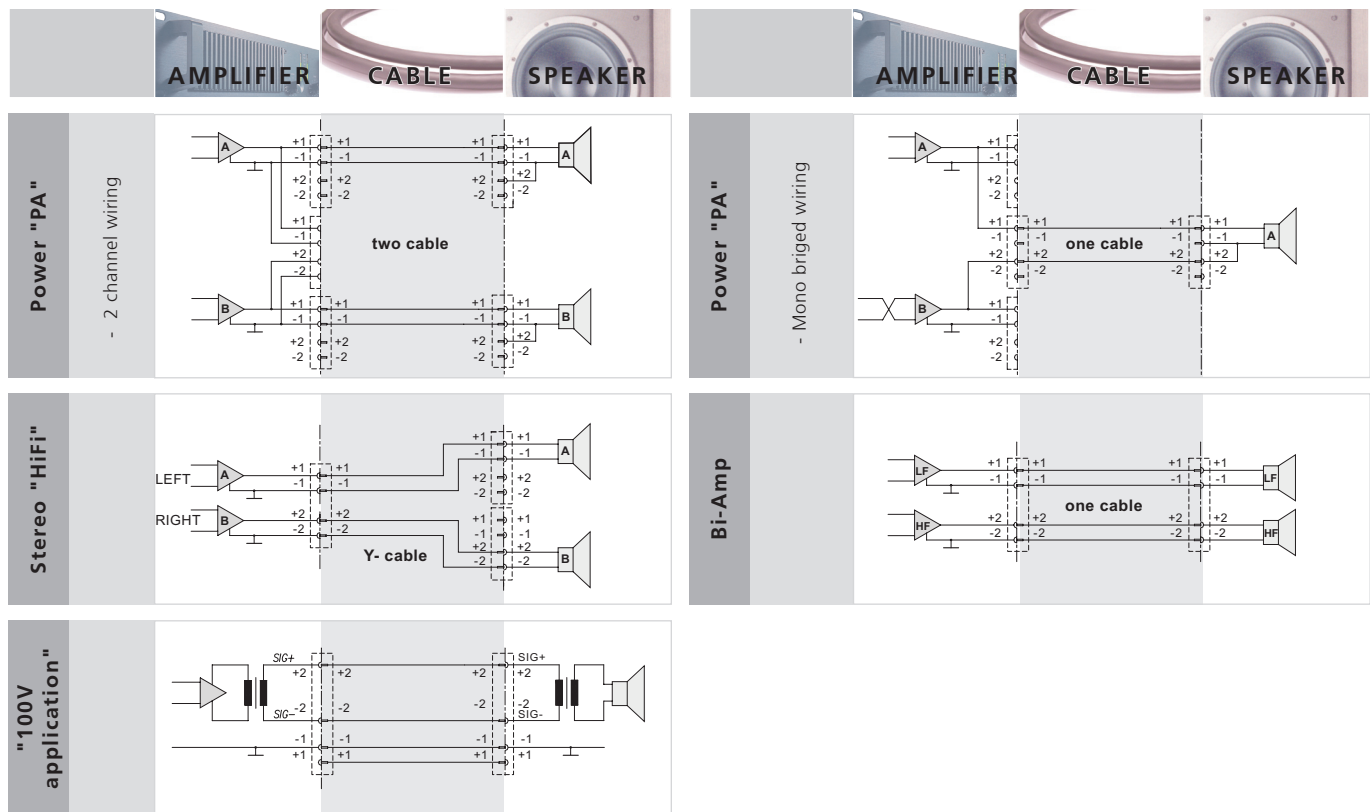 AMPLIFIER CABLE SPEAKER
AMPLIFIER CABLE SPEAKER
Power "PA"
- 2 channel wiring
A +1 +1 +1 +1 A
-1 -1 -1 -1
+2 +2 +2 +2
-2 -2 -2 -2
+1
-1
two cable
+2
-2
B +1 +1 +1 +1 B
-1 -1 -1 -1
+2 +2 +2 +2
-2 -2 -2 -2
Power "PA"
- Mono briged wiring
A +1
-1
+2
-2
+1 +1 +1 +1
-1 -1 one cable -1 -1 A
+2 +2 +2 +2
-2 -2 -2 -2
B +1
-1
+2
-2
Stereo "HiFi"
+1 +1 A
-1 -1
LEFT A +1 +1 +2 +2
-1 -1 -2 -2
RIGHT B +2 +2 +1 +1
-2 -2 -1 -1
Y- cable +2 +2 B
-2 -2
Bi-Amp
LF +1 +1 +1 +1 LF
-1 -1 -1 -1
one cable
HF +2 +2 +2 +2 HF
-2 -2 -2 -2
"100V
application"
SIG+ SIG+
+2 +2 +2 +2
-2 -2 -2 -2
SIG– SIG-
-1 -1 -1 -1
+1 +1 +1 +1